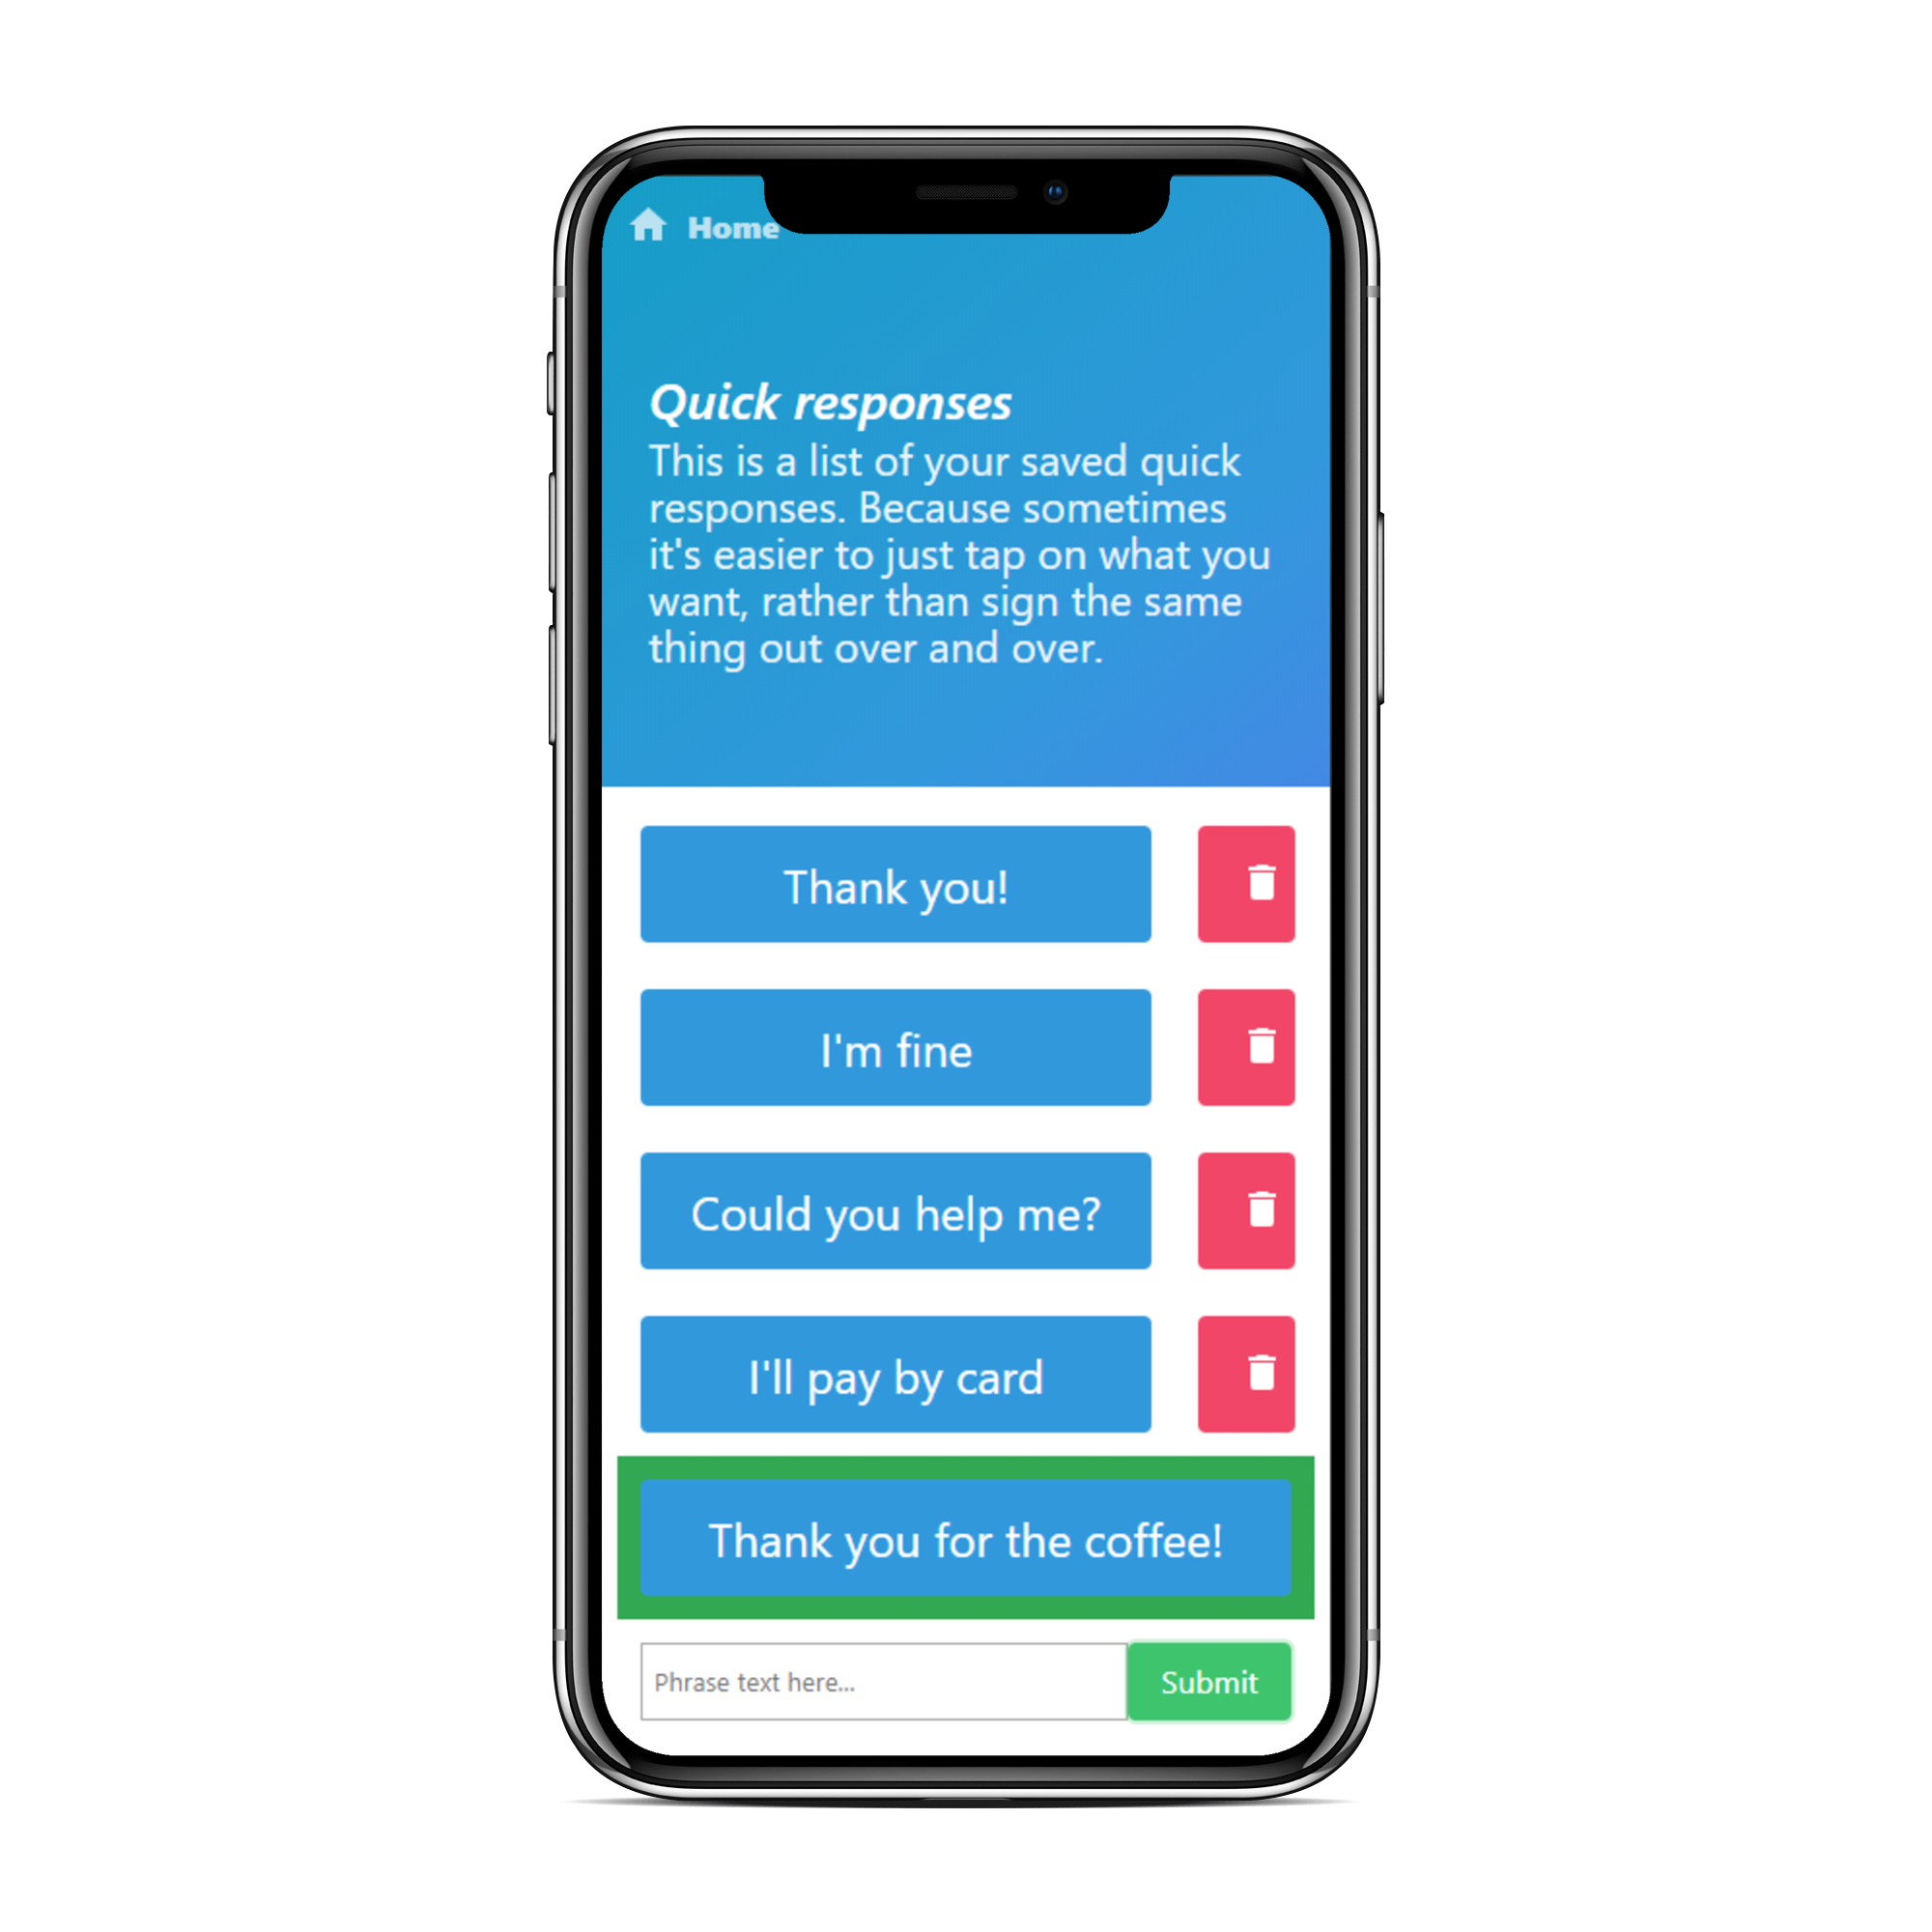 Home
Quick responses
This is a list of your saved quick
responses. Because sometimes
it's easier to just tap on what you
want, rather than sign the same
thing out over and over.
Thank you!
I'm fine
Could you help me?
I'll pay by card
Thank you for the coffee!
Phrase text here...
Submit